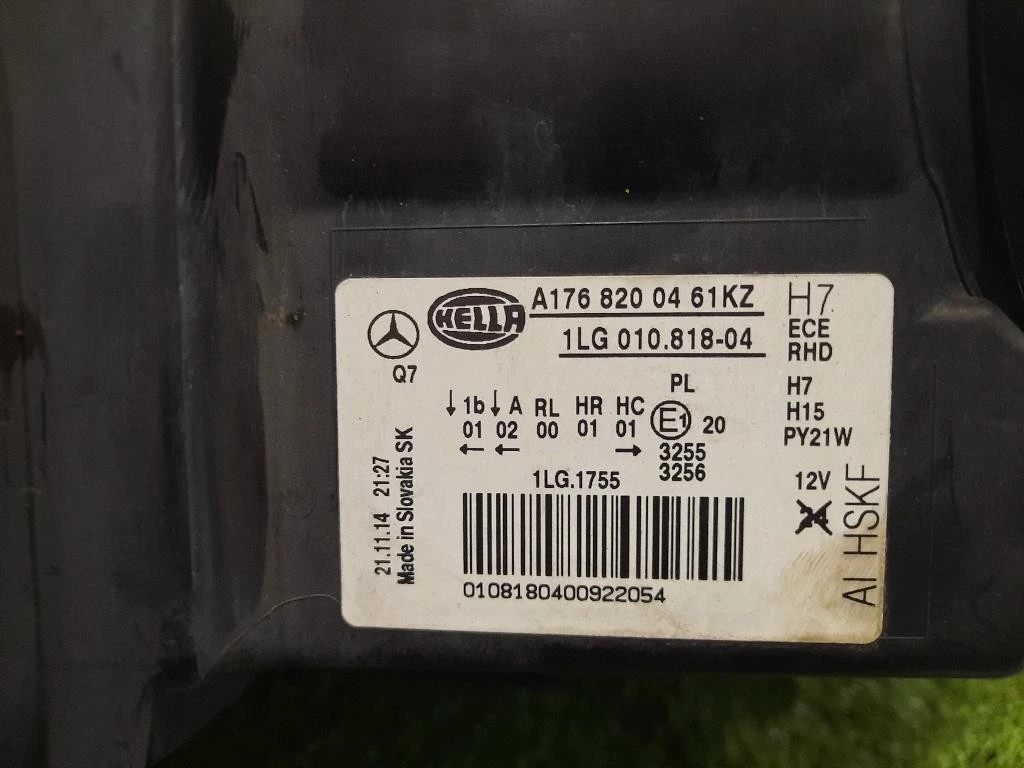 HELLA
A176 820 04 61KZ
1LG 010.818-04
H7
ECE
RHD
Q7
PL
↓ 1b ↓ A RL HR HC E1 20
01 02 00 01 01
← ← →
3255
3256
H7
H15
PY21W
12V
1LG.1755
21.11.14 21:27
Made in Slovakia SK
AI HSKF
010818040​0922054